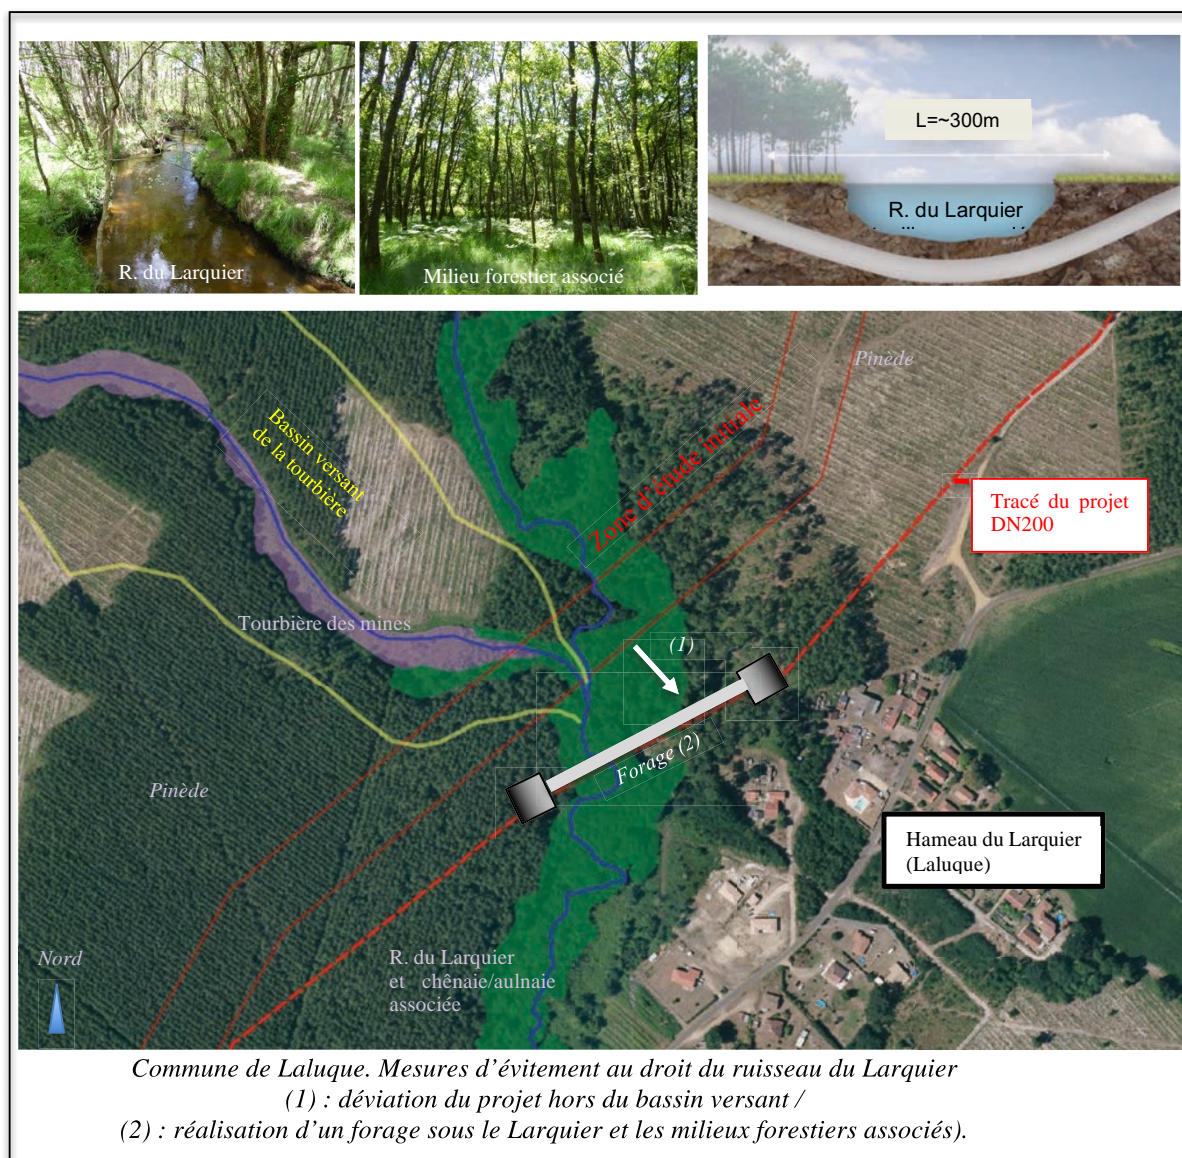 R. du Larquier
Milieu forestier associé
L=~300m
R. du Larquier
Pinède
Bassin versant
de la tourbière
Zone d'étude initiale
Tracé du projet
DN200
Tourbière des mines
(1)
Forage (2)
Pinède
Hameau du Larquier
(Laluque)
R. du Larquier
et chênaie/aulnaie
associée
Nord
Commune de Laluque. Mesures d'évitement au droit du ruisseau du Larquier
(1) : déviation du projet hors du bassin versant /
(2) : réalisation d'un forage sous le Larquier et les milieux forestiers associés).